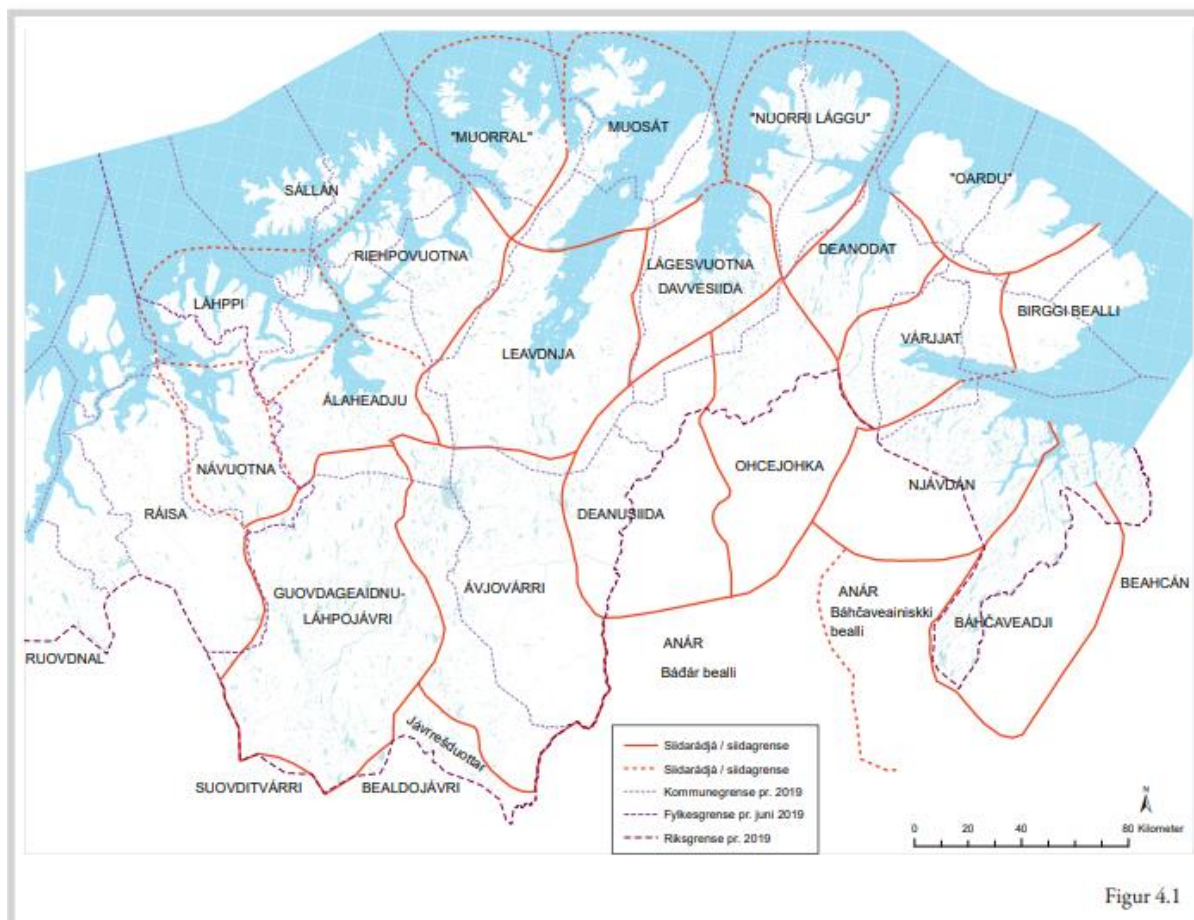 "MUORRAL"
MUOSÁT
"NUORRI LÁGGU"
"OARDU"
SÁLLAN
RIEHPOVUOTNA
DEANODAT
LÁGESVUOTNA
DAVVESIIDA
LÁHPPI
BIRGGI BEALLI
VÁRJJAT
LEAVDNJA
ÁLAHEADJU
NÁVUOTNA
OHCEJOHKA
NJÁVDÁN
RÁISA
DEANUSIIDA
GUOVDAGEAIDNU-
LÁHPOJÁVRI
ÁVJOVÁRRI
ANÁR
Báhčaveainiskki
bealli
BEAHCÁN
BÁHČAVEADJI
RUOVDNAL
ANÁR
Báđár bealli
Jávrrešduottar
SUOVDITVÁRRI
BEALDOJÁVRI
Siidarádjá / siidagrense
Siidarádjá / siidagrense
Kommunegrense pr. 2019
Fylkesgrense pr. juni 2019
Riksgrense pr. 2019
N
0 20 40 80 Kilometer
Figur 4.1